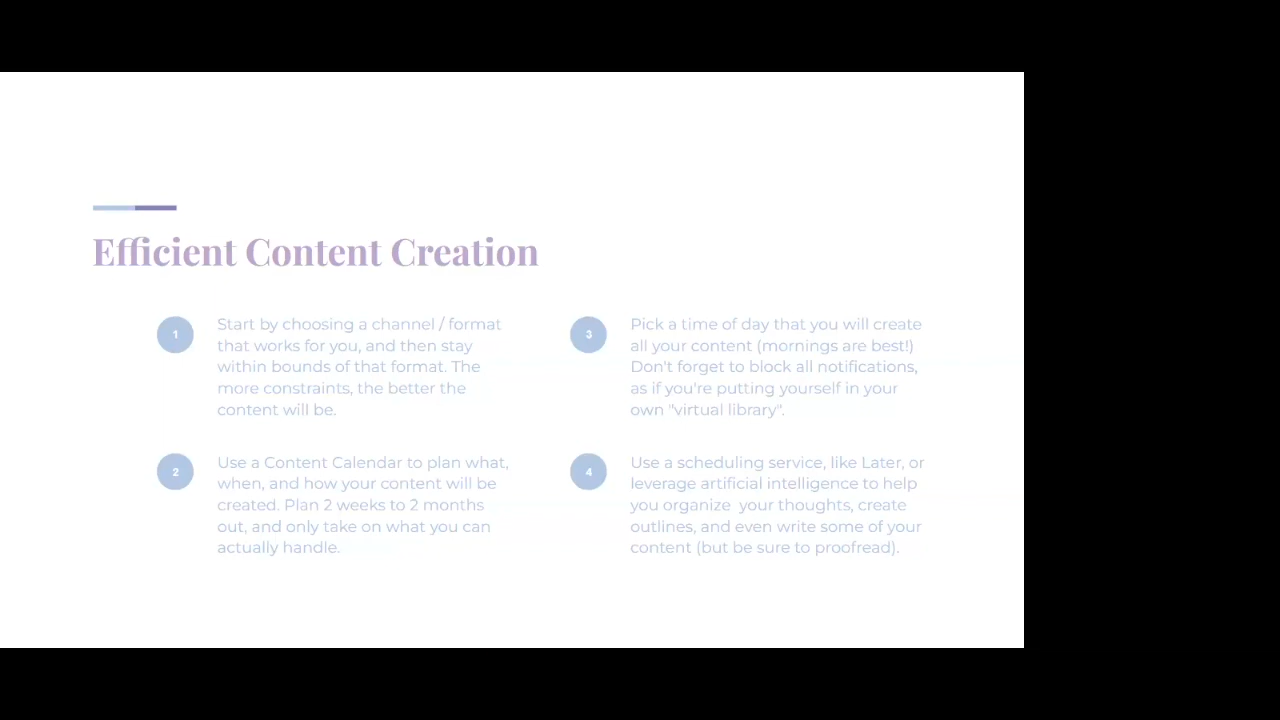 Efficient Content Creation
1
Start by choosing a channel / format
that works for you, and then stay
within bounds of that format. The
more constraints, the better the
content will be.
2
Use a Content Calendar to plan what,
when, and how your content will be
created. Plan 2 weeks to 2 months
out, and only take on what you can
actually handle.
3
Pick a time of day that you will create
all your content (mornings are best!)
Don't forget to block all notifications,
as if you're putting yourself in your
own "virtual library".
4
Use a scheduling service, like Later, or
leverage artificial intelligence to help
you organize  your thoughts, create
outlines, and even write some of your
content (but be sure to proofread).